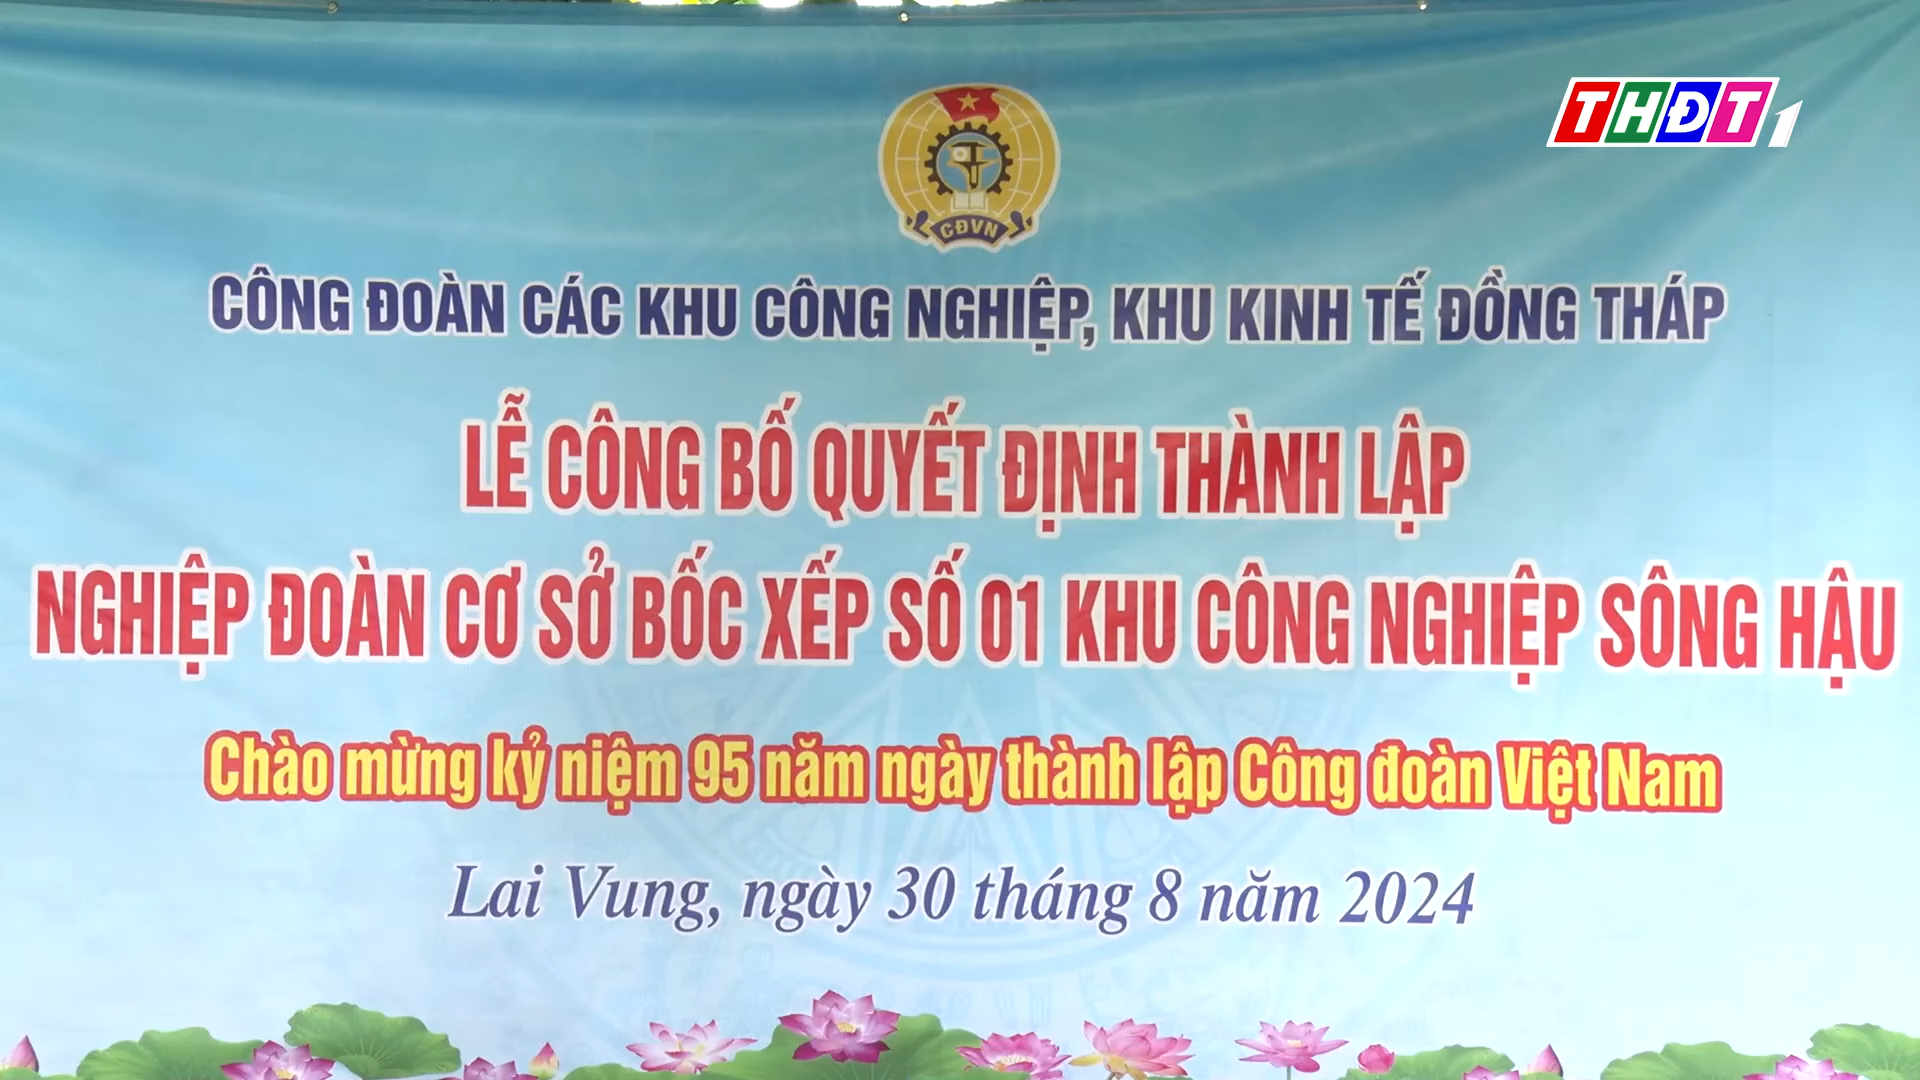 THĐT1
CĐVN
CÔNG ĐOÀN CÁC KHU CÔNG NGHIỆP, KHU KINH TẾ ĐỒNG THÁP
LỄ CÔNG BỐ QUYẾT ĐỊNH THÀNH LẬP
NGHIỆP ĐOÀN CƠ SỞ BỐC XẾP SỐ 01 KHU CÔNG NGHIỆP SÔNG HẬU
Chào mừng kỷ niệm 95 năm ngày thành lập Công đoàn Việt Nam
Lai Vung, ngày 30 tháng 8 năm 2024